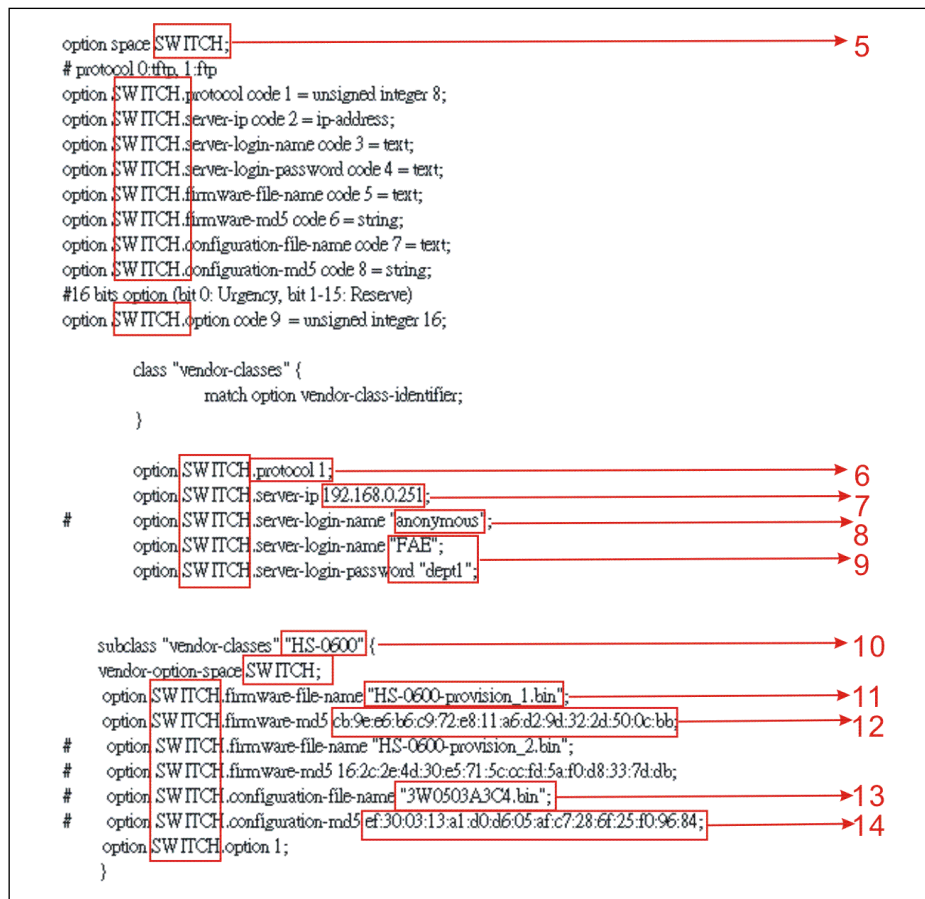 option space SWITCH; 5
# protocol 0:tftp, 1:ftp
option SWITCH.protocol code 1 = unsigned integer 8;
option SWITCH.server-ip code 2 = ip-address;
option SWITCH.server-login-name code 3 = text;
option SWITCH.server-login-password code 4 = text;
option SWITCH.firmware-file-name code 5 = text;
option SWITCH.firmware-md5 code 6 = string;
option SWITCH.configuration-file-name code 7 = text;
option SWITCH.configuration-md5 code 8 = string;
#16 bits option (bit 0: Urgency, bit 1-15: Reserve)
option SWITCH.option code 9 = unsigned integer 16;
class "vendor-classes" {
match option vendor-class-identifier;
}
option SWITCH.protocol 1; 6
option SWITCH.server-ip 192.168.0.251; 7
# option SWITCH.server-login-name "anonymous"; 8
option SWITCH.server-login-name "FAE";
option SWITCH.server-login-password "dept1"; 9
subclass "vendor-classes" "HS-0600" { 10
vendor-option-space SWITCH;
option SWITCH.firmware-file-name "HS-0600-provision_1.bin"; 11
option SWITCH.firmware-md5 cb:9e:e6:b6:c9:72:e8:11:a6:d2:9d:32:2d:50:0c:bb; 12
# option SWITCH.firmware-file-name "HS-0600-provision_2.bin";
# option SWITCH.firmware-md5 16:2c:2e:4d:30:e5:71:5c:cc:fd:5a:f0:d8:33:7d:db;
# option SWITCH.configuration-file-name "3W0503A3C4.bin"; 13
# option SWITCH.configuration-md5 ef:30:03:13:a1:d0:d6:05:af:c7:28:6f:25:f0:96:84; 14
option SWITCH.option 1;
}